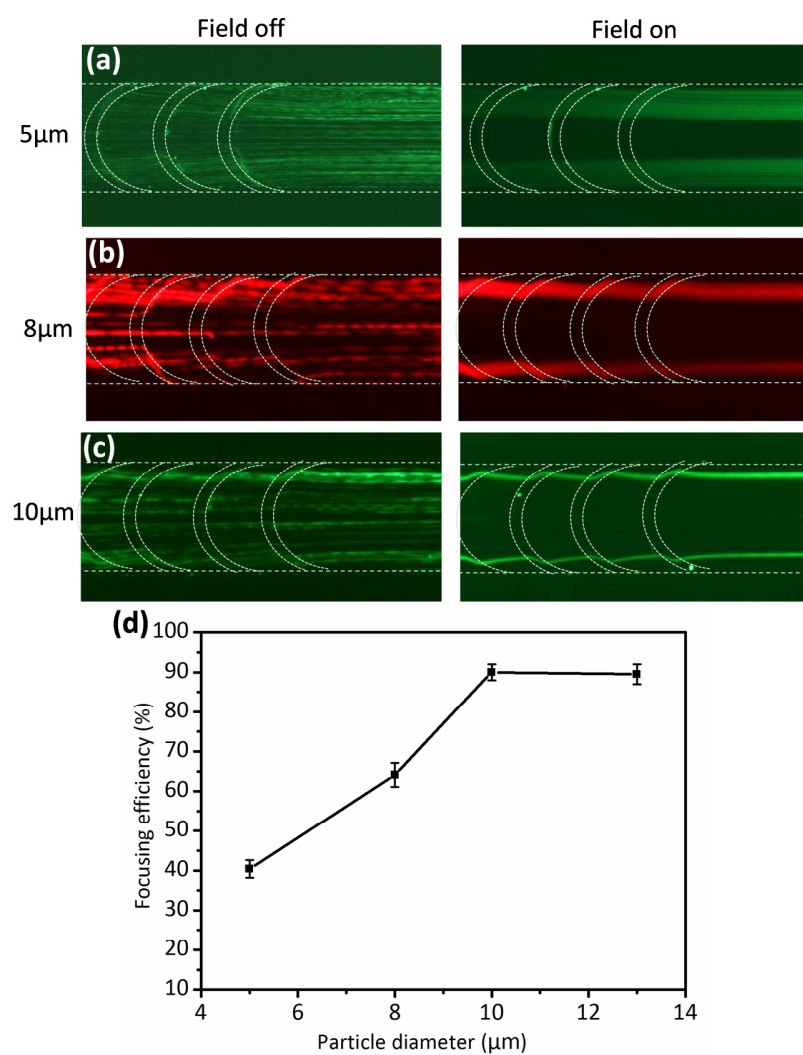 Field off
Field on
(a)
5μm
(b)
8μm
(c)
10μm
(d)
100
90
80
70
60
50
40
30
20
10
4
6
8
10
12
14
Focusing efficiency (%)
Particle diameter (μm)